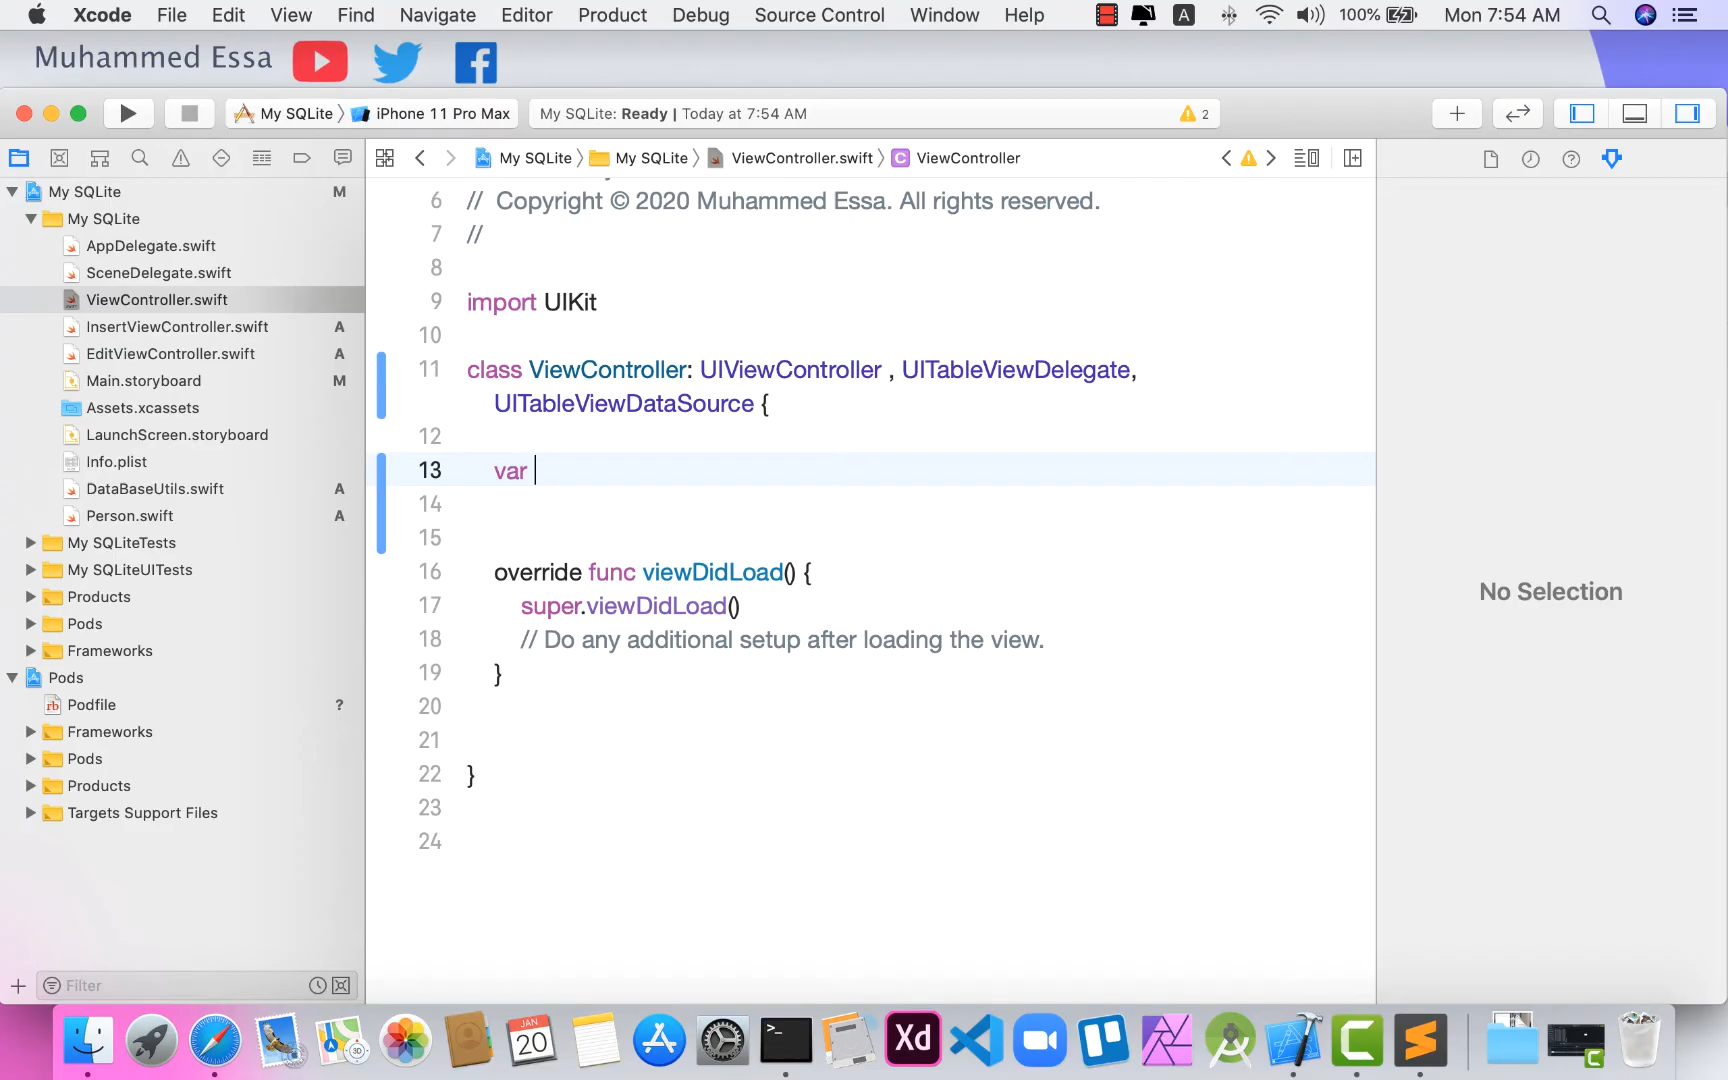 Xcode File Edit View Find Navigate Editor Product Debug Source Control Window Help A 100% Mon 7:54 AM
Muhammed Essa
My SQLite iPhone 11 Pro Max My SQLite: Ready | Today at 7:54 AM 2
My SQLite My SQLite ViewController.swift C ViewController
My SQLite M
My SQLite
AppDelegate.swift
SceneDelegate.swift
ViewController.swift
InsertViewController.swift A
EditViewController.swift A
Main.storyboard M
Assets.xcassets
LaunchScreen.storyboard
Info.plist
DataBaseUtils.swift A
Person.swift A
My SQLiteTests
My SQLiteUITests
Products
Pods
Frameworks
Pods
rb Podfile ?
Frameworks
Pods
Products
Targets Support Files
Filter
6 // Copyright © 2020 Muhammed Essa. All rights reserved.
7 //
8
9 import UIKit
10
11 class ViewController: UIViewController , UITableViewDelegate,
UITableViewDataSource {
12
13 var
14
15
16 override func viewDidLoad() {
17 super.viewDidLoad()
18 // Do any additional setup after loading the view.
19 }
20
21
22 }
23
24
No Selection
JAN
20
3D
>_
Xd
C
C